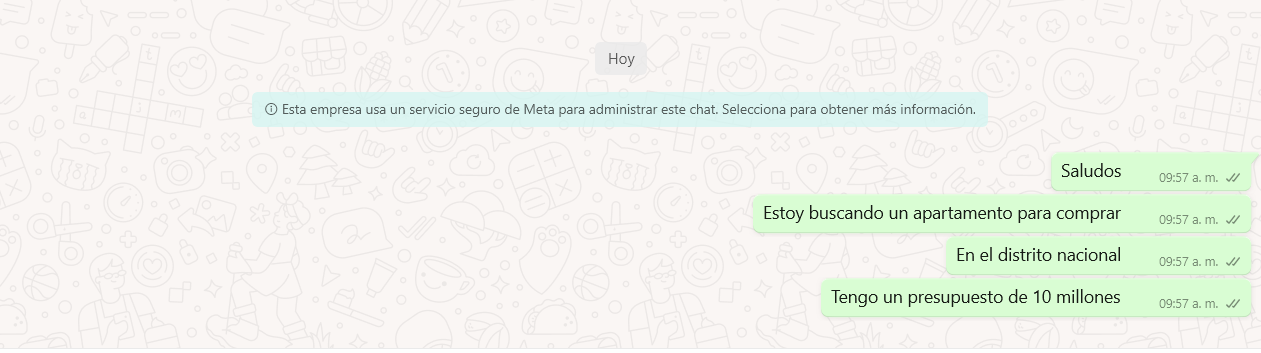 Hoy
Esta empresa usa un servicio seguro de Meta para administrar este chat. Selecciona para obtener más información.
Saludos
09:57 a. m.
Estoy buscando un apartamento para comprar
09:57 a. m.
En el distrito nacional
09:57 a. m.
Tengo un presupuesto de 10 millones
09:57 a. m.